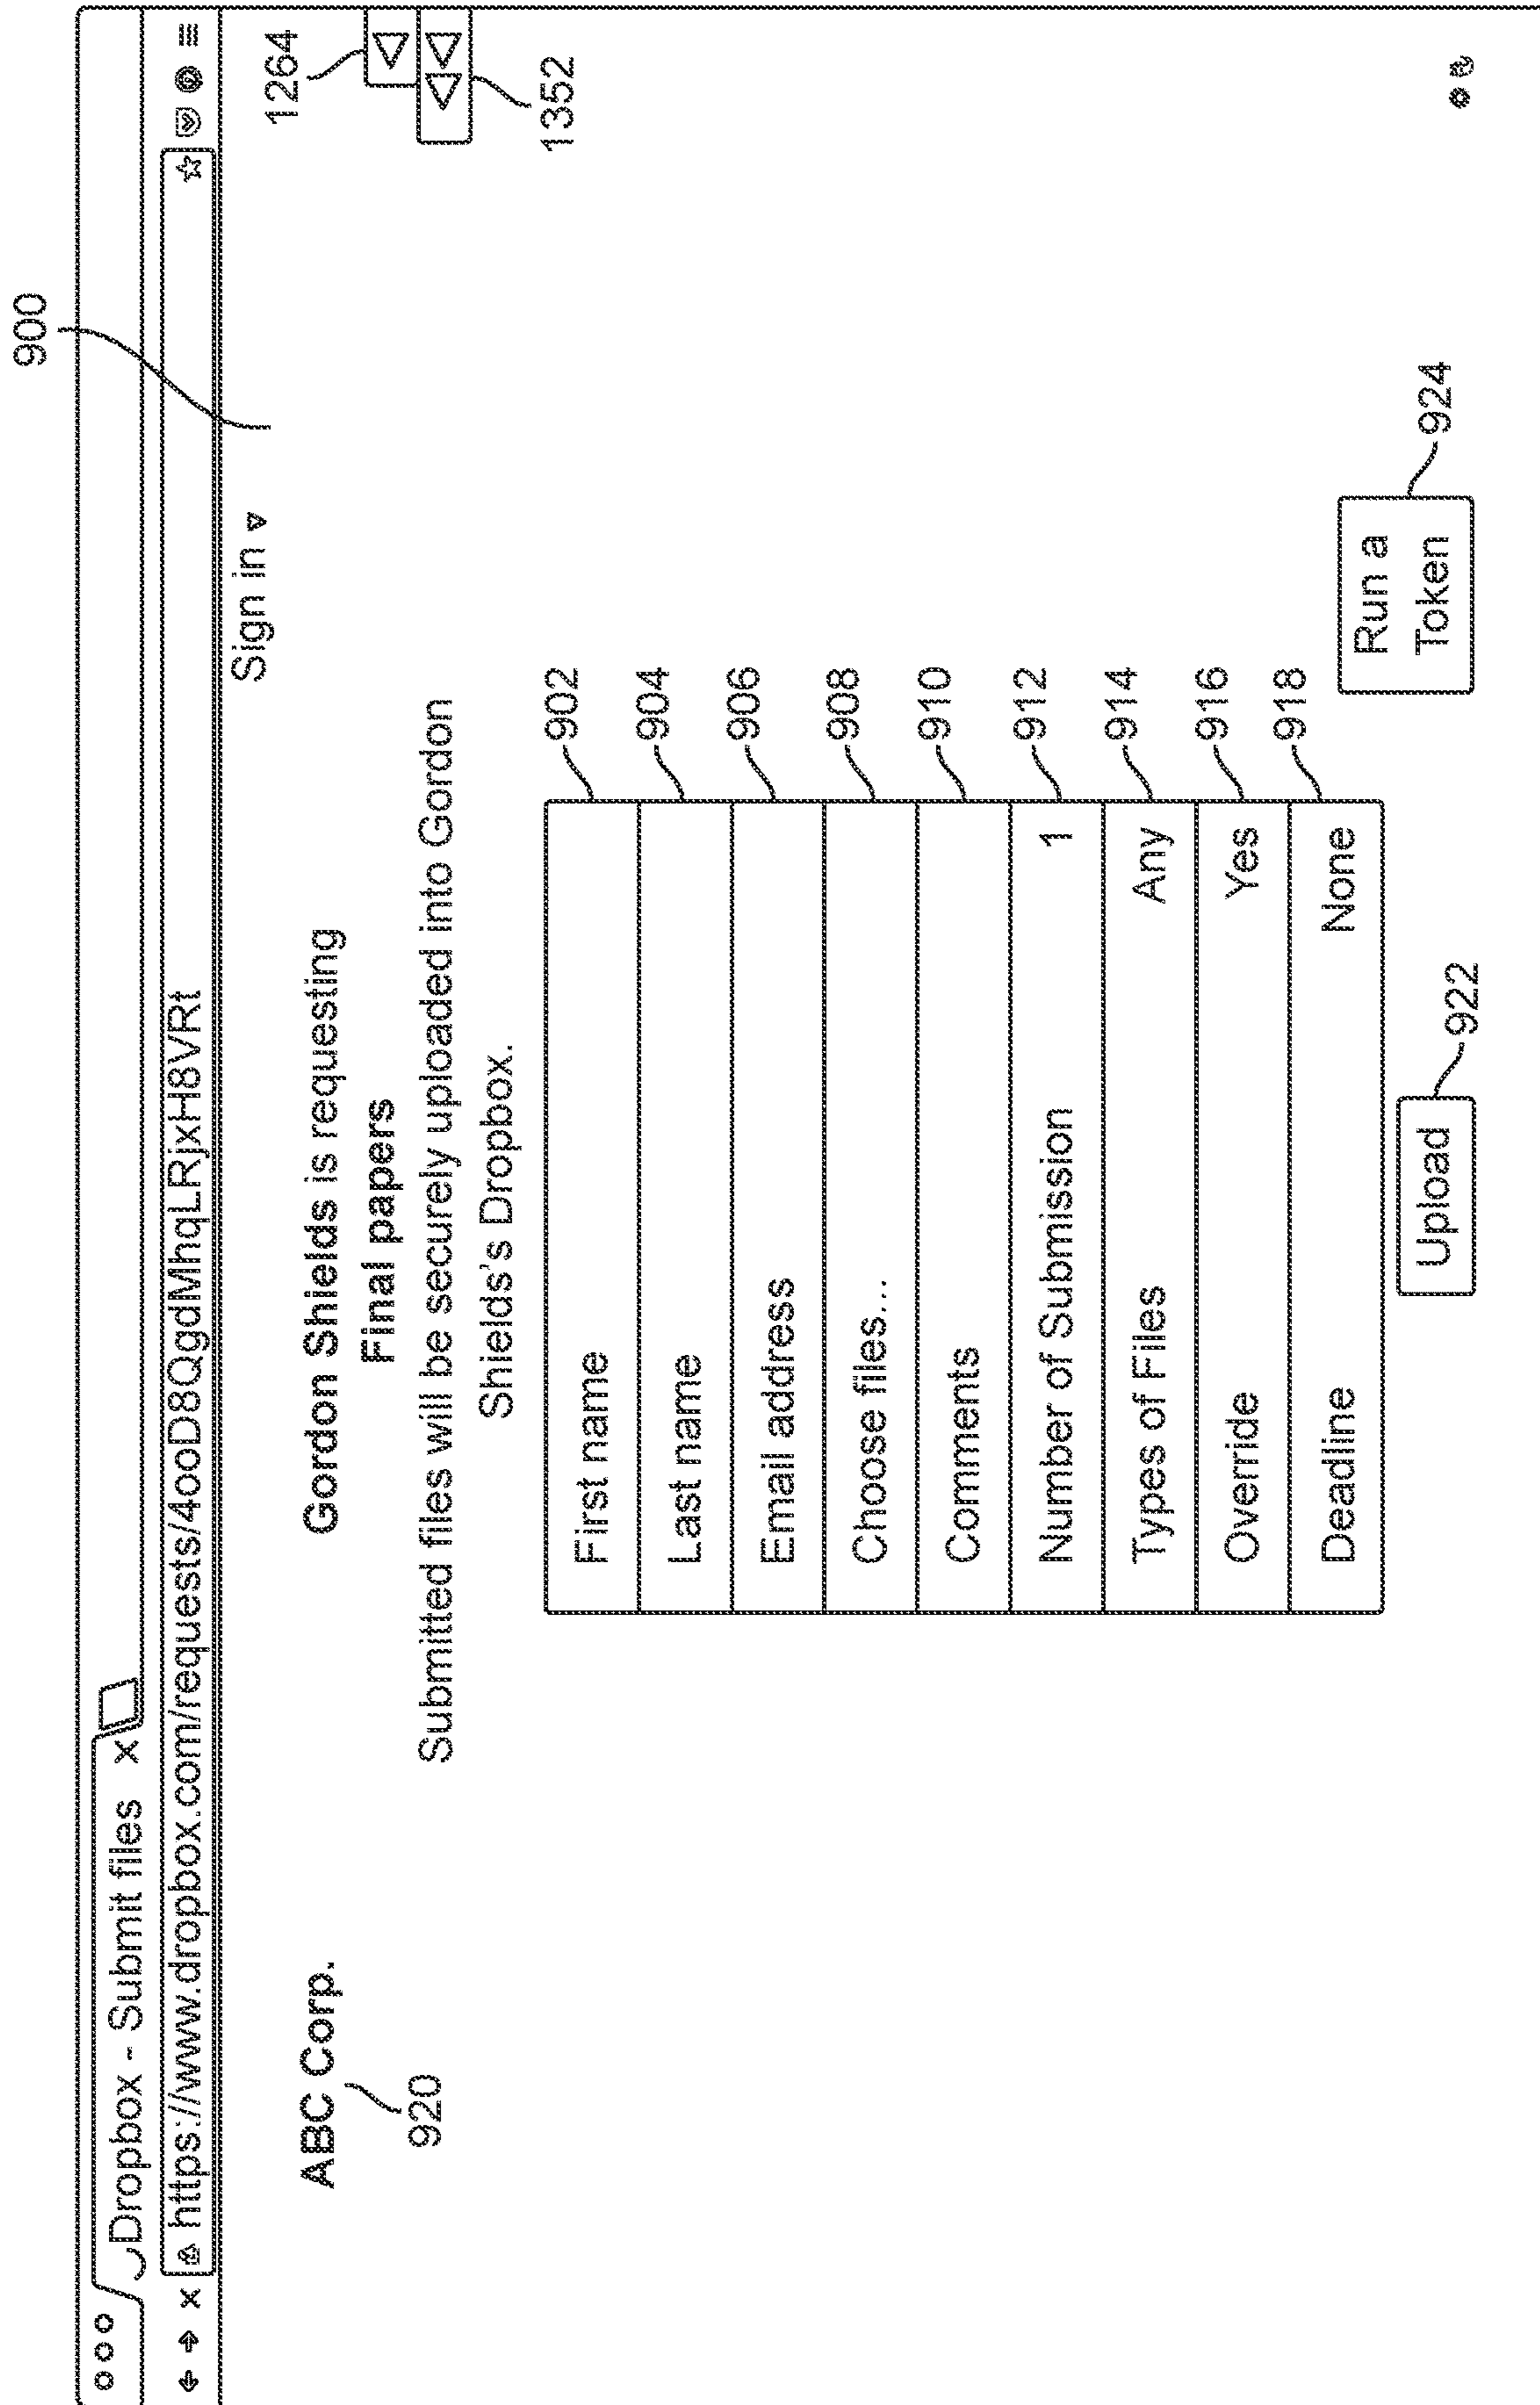 900
Dropbox - Submit files x
https://www.dropbox.com/requests/4ooD8QgdMhqLRjxH8VRt
Sign in
1264
1352
ABC Corp.
920
Gordon Shields is requesting
Final papers
Submitted files will be securely uploaded into Gordon
Shields's Dropbox.
First name 902
Last name 904
Email address 906
Choose files... 908
Comments 910
Number of Submission 1 912
Types of Files Any 914
Override Yes 916
Deadline None 918
Upload
922
Run a
Token
924